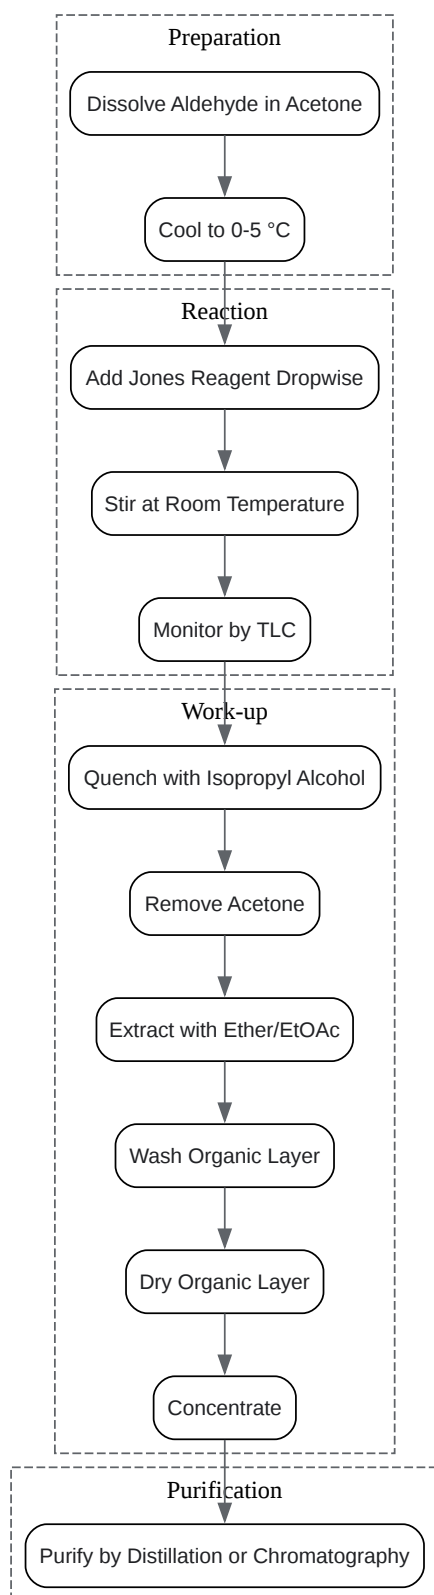 Preparation
Dissolve Aldehyde in Acetone
Cool to 0-5 °C
Reaction
Add Jones Reagent Dropwise
Stir at Room Temperature
Monitor by TLC
Work-up
Quench with Isopropyl Alcohol
Remove Acetone
Extract with Ether/EtOAc
Wash Organic Layer
Dry Organic Layer
Concentrate
Purification
Purify by Distillation or Chromatography